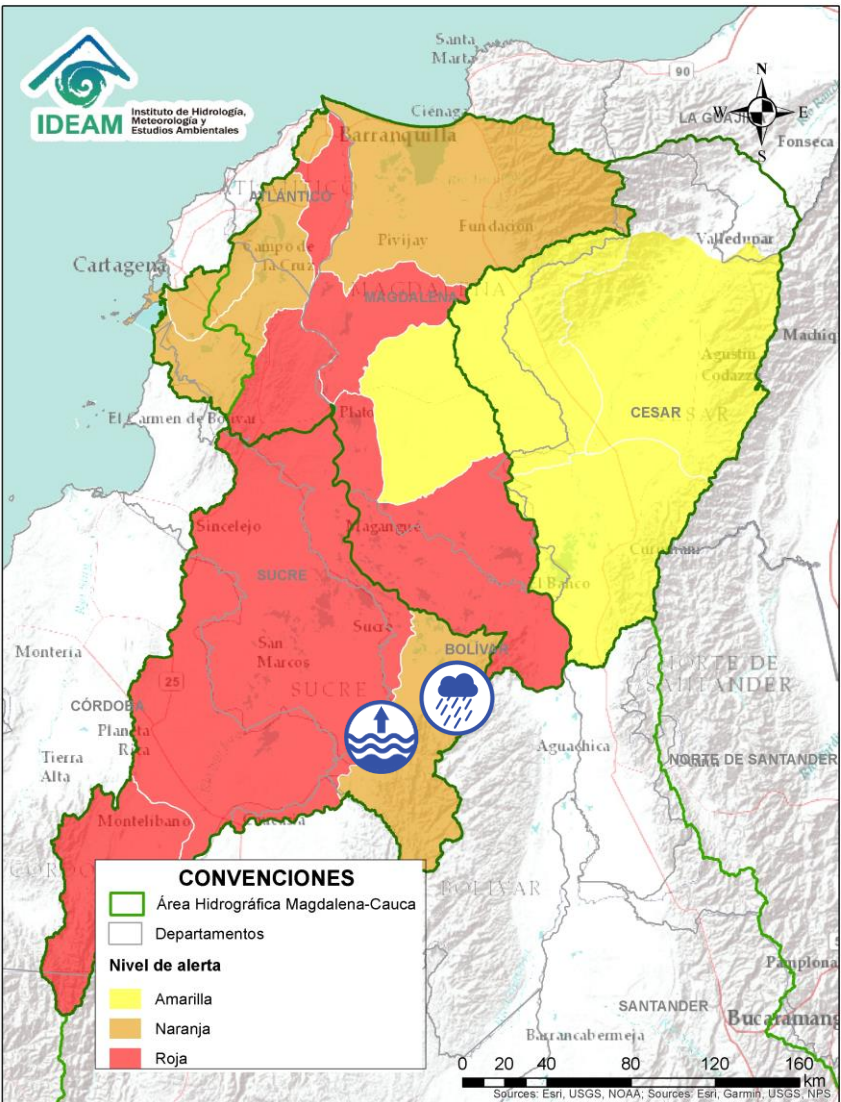 IDEAM
Instituto de Hidrología,
Meteorología y
Estudios Ambientales
Santa
Marta
90
N
W
E
S
LA GUAJIRA
Fonseca
Ciénaga
Barranquilla
ATLÁNTICO
Valledupar
Fundación
Pivijay
Campo de
la Cruz
Cartagena
MAGDALENA
Agustín
Codazzi
CESAR
El Carmen de Bolívar
Plato
Sincelejo
Magangué
Curumaní
El Banco
SUCRE
Sucre
San
Marcos
SUCRE
BOLÍVAR
NORTE DE
SANTANDER
Montería
25
CÓRDOBA
Planeta
Rica
Tierra
Alta
Aguachica
NORTE DE SANTANDER
Montelíbano
Caucasia
BOLÍVAR
CONVENCIONES
Área Hidrográfica Magdalena-Cauca
Departamentos
Nivel de alerta
Amarilla
Naranja
Roja
Pamplona
SANTANDER
Bucaramang
Barrancabermeja
0 20 40 80 120 160
km
Sources: Esri, USGS, NOAA; Sources: Esri, Garmin, USGS, NPS